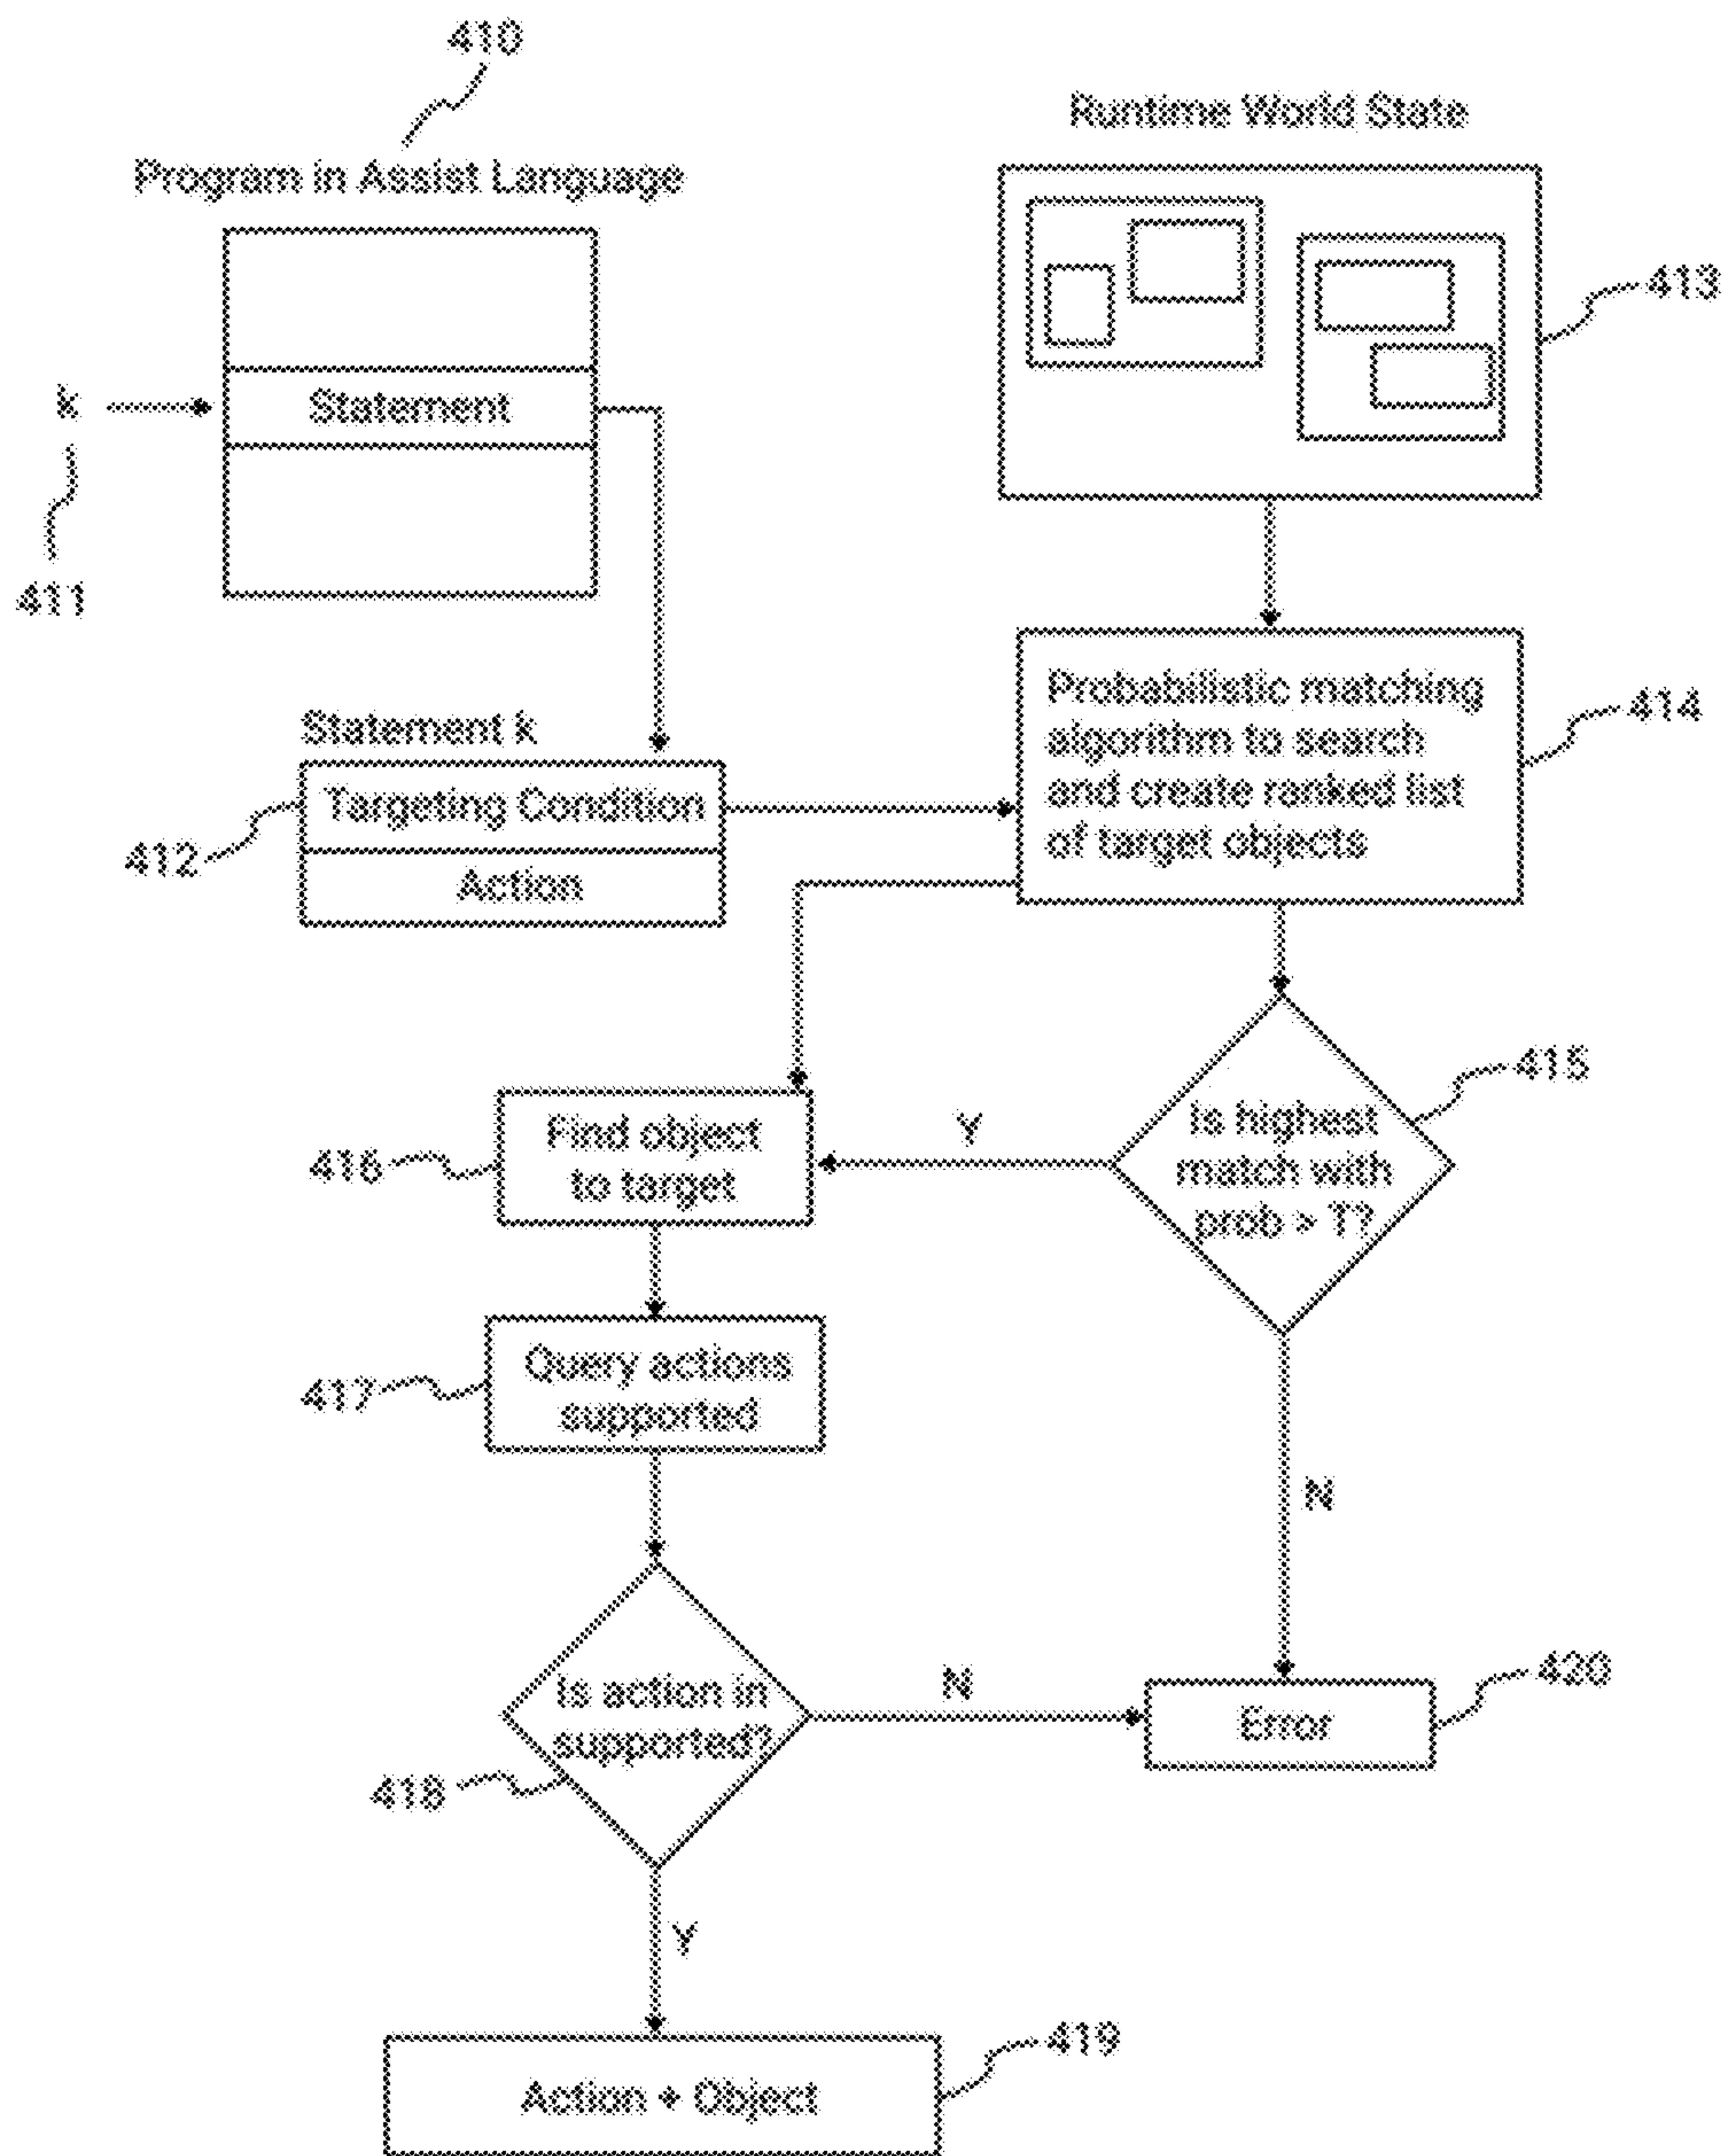 410
Runtime World State
Program in Assist Language
413
k
Statement
411
Probabilistic matching
algorithm to search
and create ranked list
of target objects
414
Statement k
Targeting Condition
412
Action
415
Is highest
match with
prob > T?
Y
Find object
to target
416
Query actions
supported
417
N
Is action in
supported?
N
420
Error
418
Y
419
Action + Object